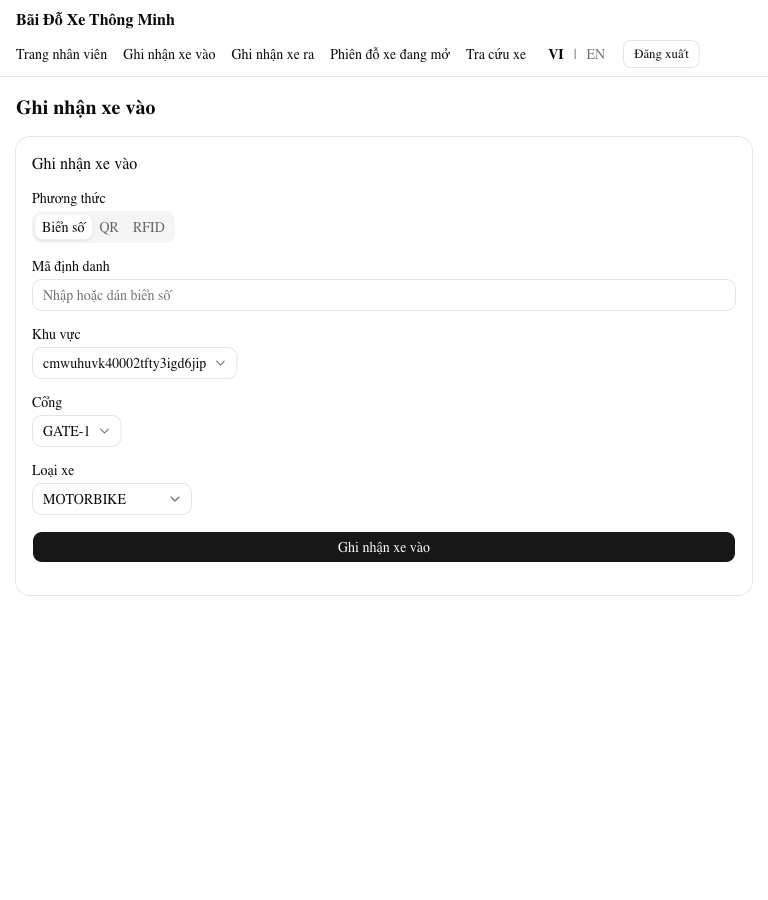 Bãi Đỗ Xe Thông Minh
Trang nhân viên Ghi nhận xe vào Ghi nhận xe ra Phiên đỗ xe đang mở Tra cứu xe VI | EN Đăng xuất
Ghi nhận xe vào
Ghi nhận xe vào
Phương thức
Biển số QR RFID
Mã định danh
Nhập hoặc dán biển số
Khu vực
cmwuhuvk40002tfty3igd6jip
Cổng
GATE-1
Loại xe
MOTORBIKE
Ghi nhận xe vào